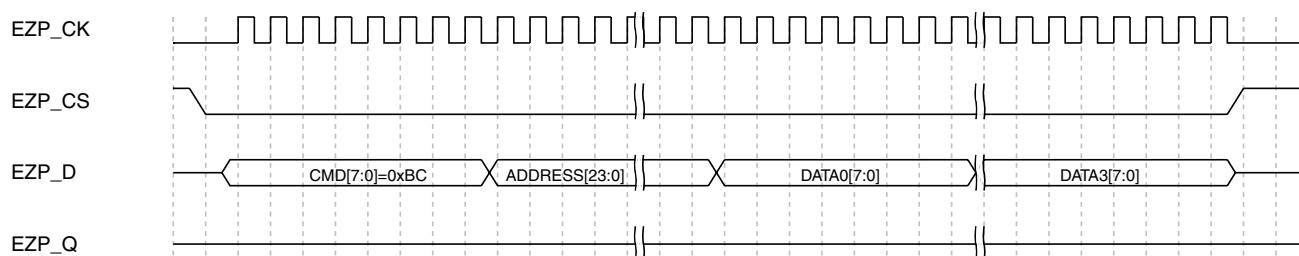 EZP_CK
EZP_CS
EZP_D CMD[7:0]=0xBC ADDRESS[23:0] DATA0[7:0] DATA3[7:0]
EZP_Q